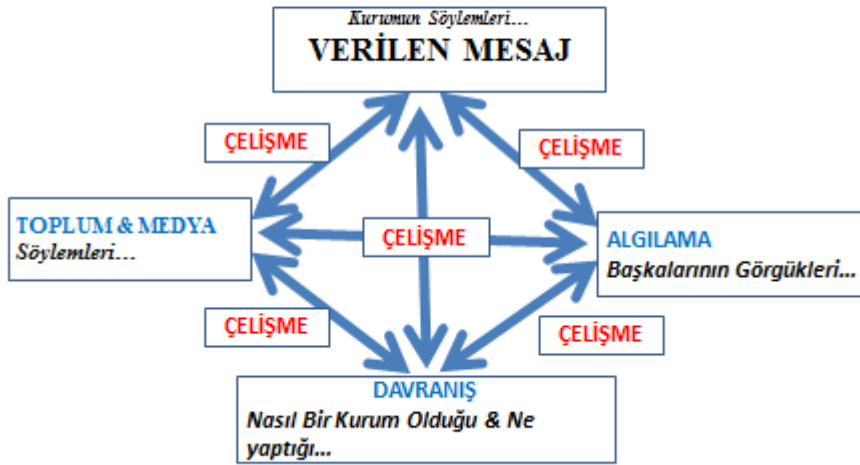 Kurumun Söylemleri...
VERİLEN MESAJ
ÇELİŞME
ÇELİŞME
TOPLUM & MEDYA
Söylemleri...
ÇELİŞME
ALGILAMA
Başkalarının Görgükleri...
ÇELİŞME
ÇELİŞME
DAVRANIŞ
Nasıl Bir Kurum Olduğu & Ne
yaptığı...